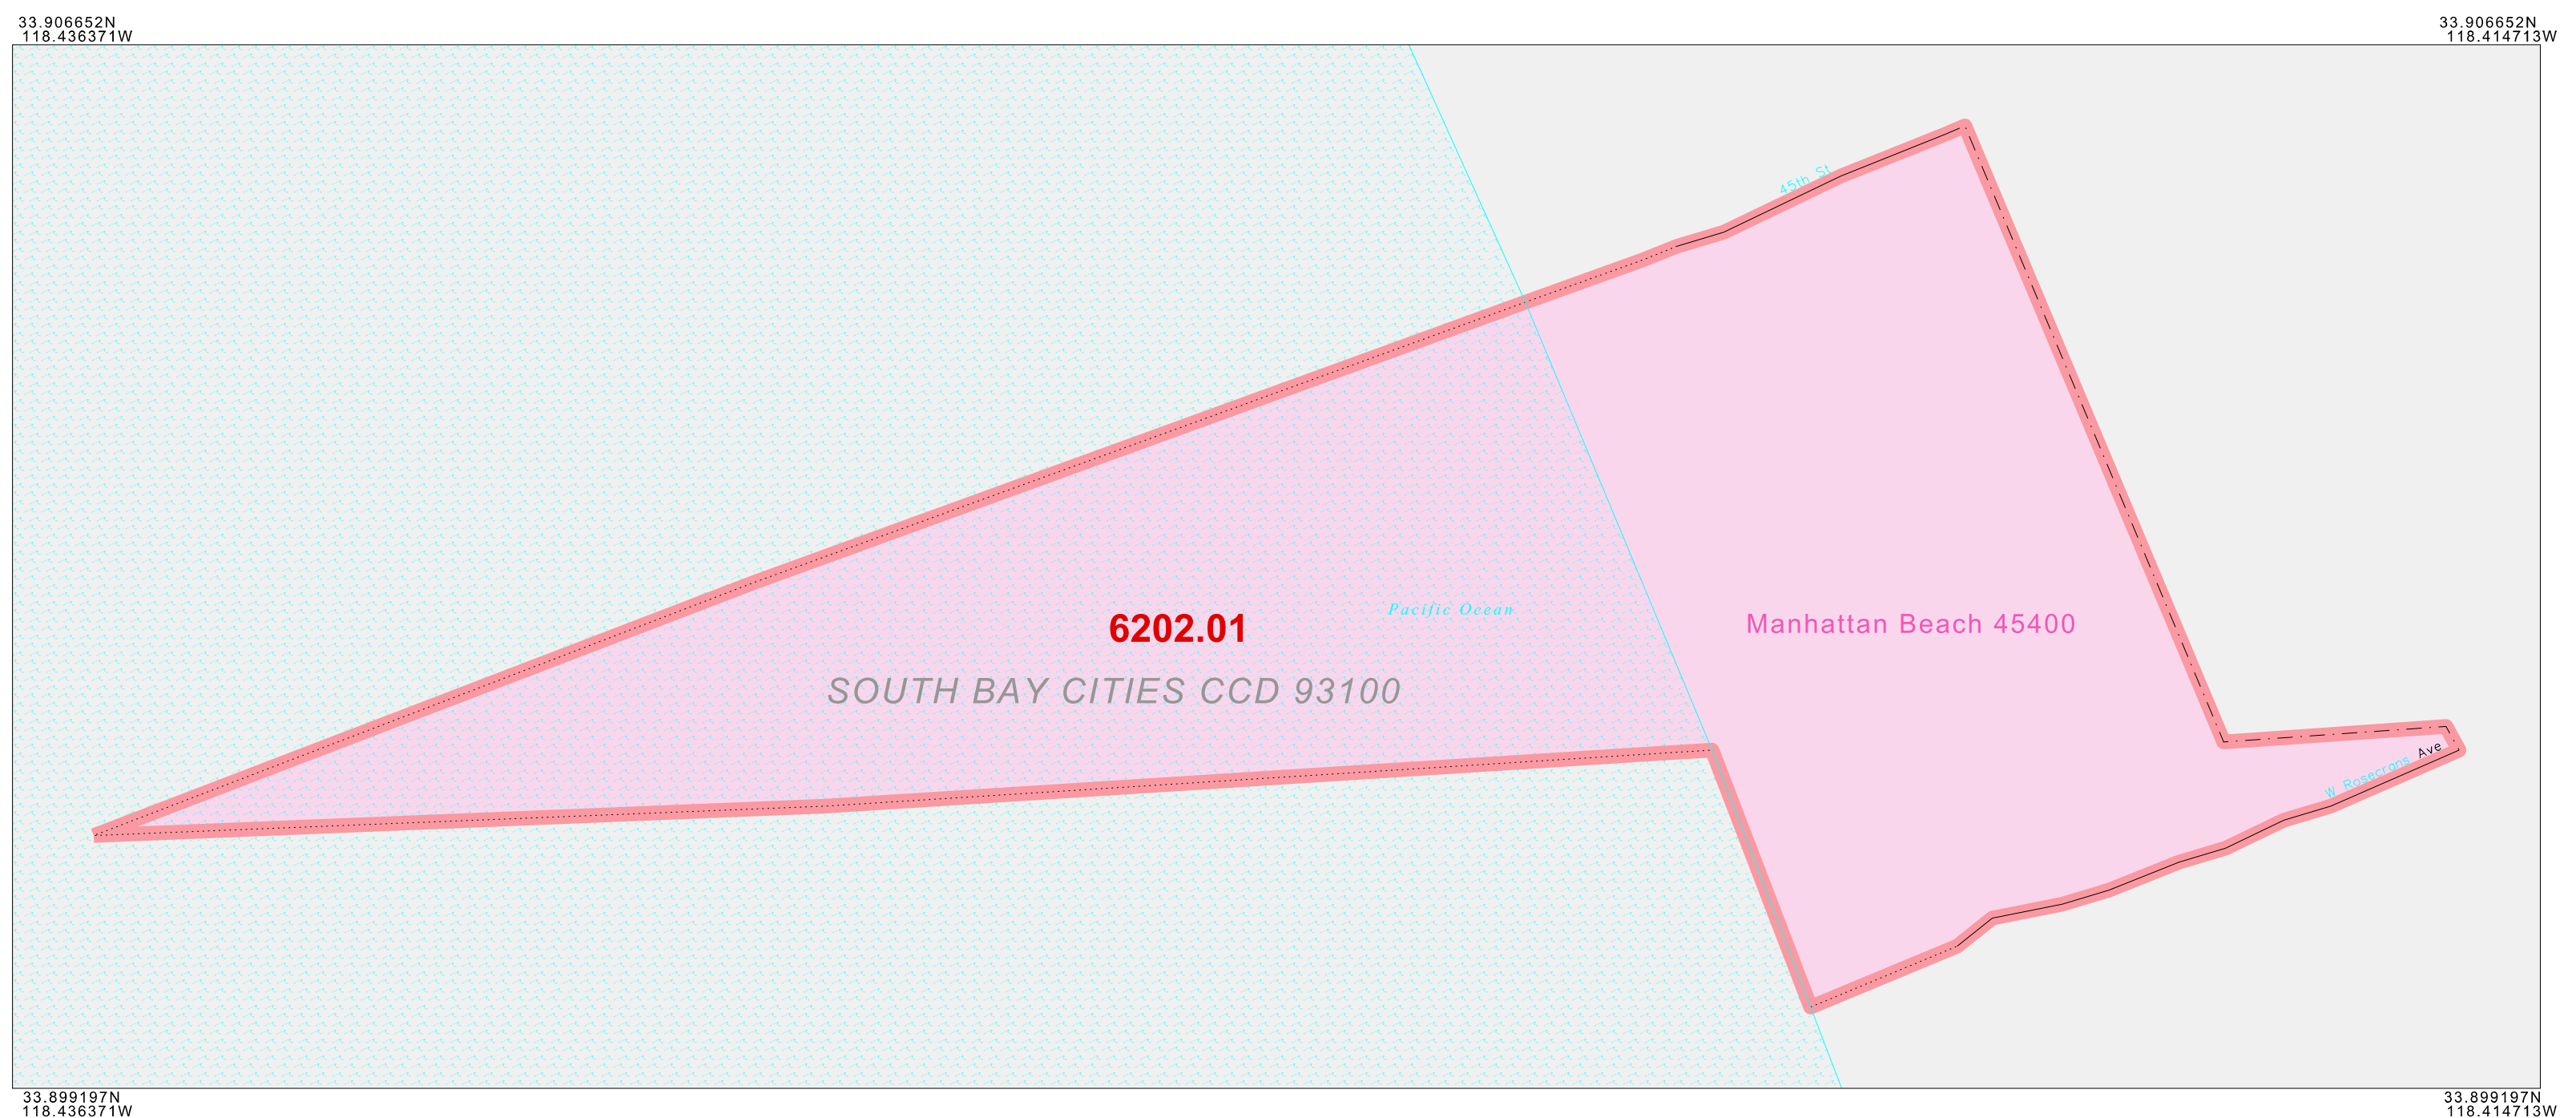 33.906652N
118.436371W
33.906652N
118.414713W
45th St
Pacific Ocean
6202.01
Manhattan Beach 45400
SOUTH BAY CITIES CCD 93100
W Rosecrans Ave
33.899197N
118.436371W
33.899197N
118.414713W